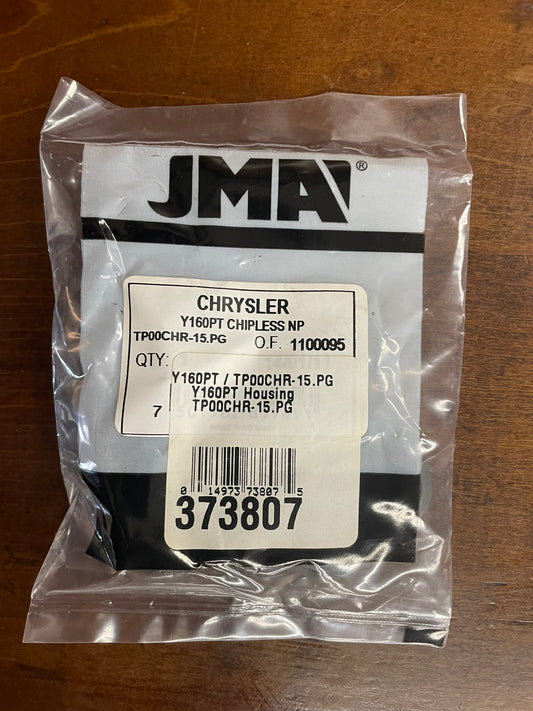 JMA®
CHRYSLER
Y160PT CHIPLESS NP
TP00CHR-15.PG O.F. 1100095
QTY:
Y160PT / TP00CHR-15.PG
Y160PT Housing
7 TP00CHR-15.PG
0 14973 73807 5
373807